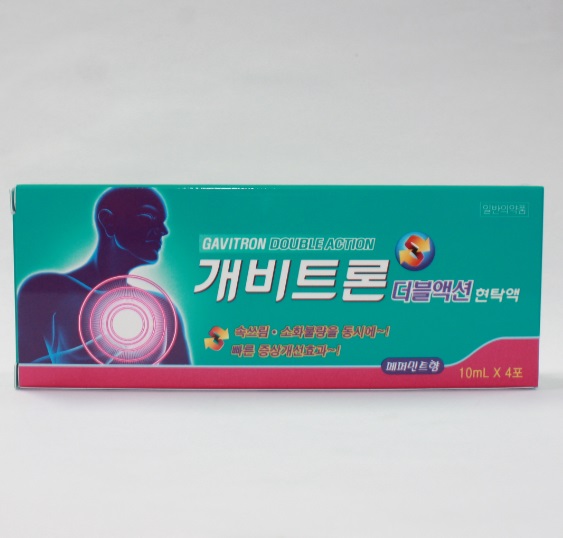 일반의약품
GAVITRON DOUBLE ACTION
개비트론 더블액션 현탁액
속쓰림·소화불량을 동시에~!
빠른 증상개선효과~!
페퍼민트향
10mL X 4포